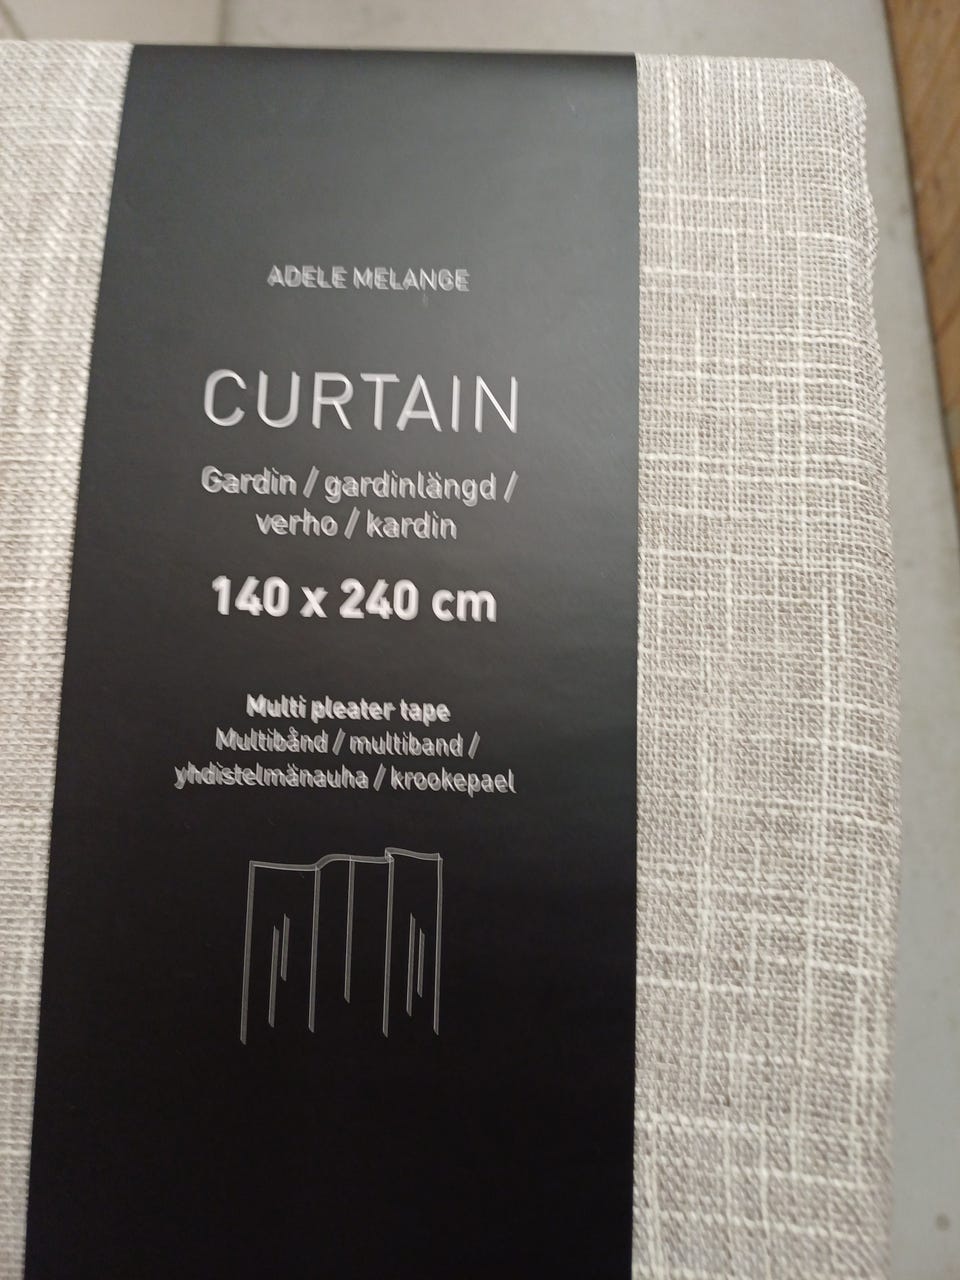 ADELE MELANGE
CURTAIN
Gardin / gardinlängd /
verho / kardin
140 x 240 cm
Multi pleater tape
Multibånd / multiband /
yhdistelmänauha / krookepael